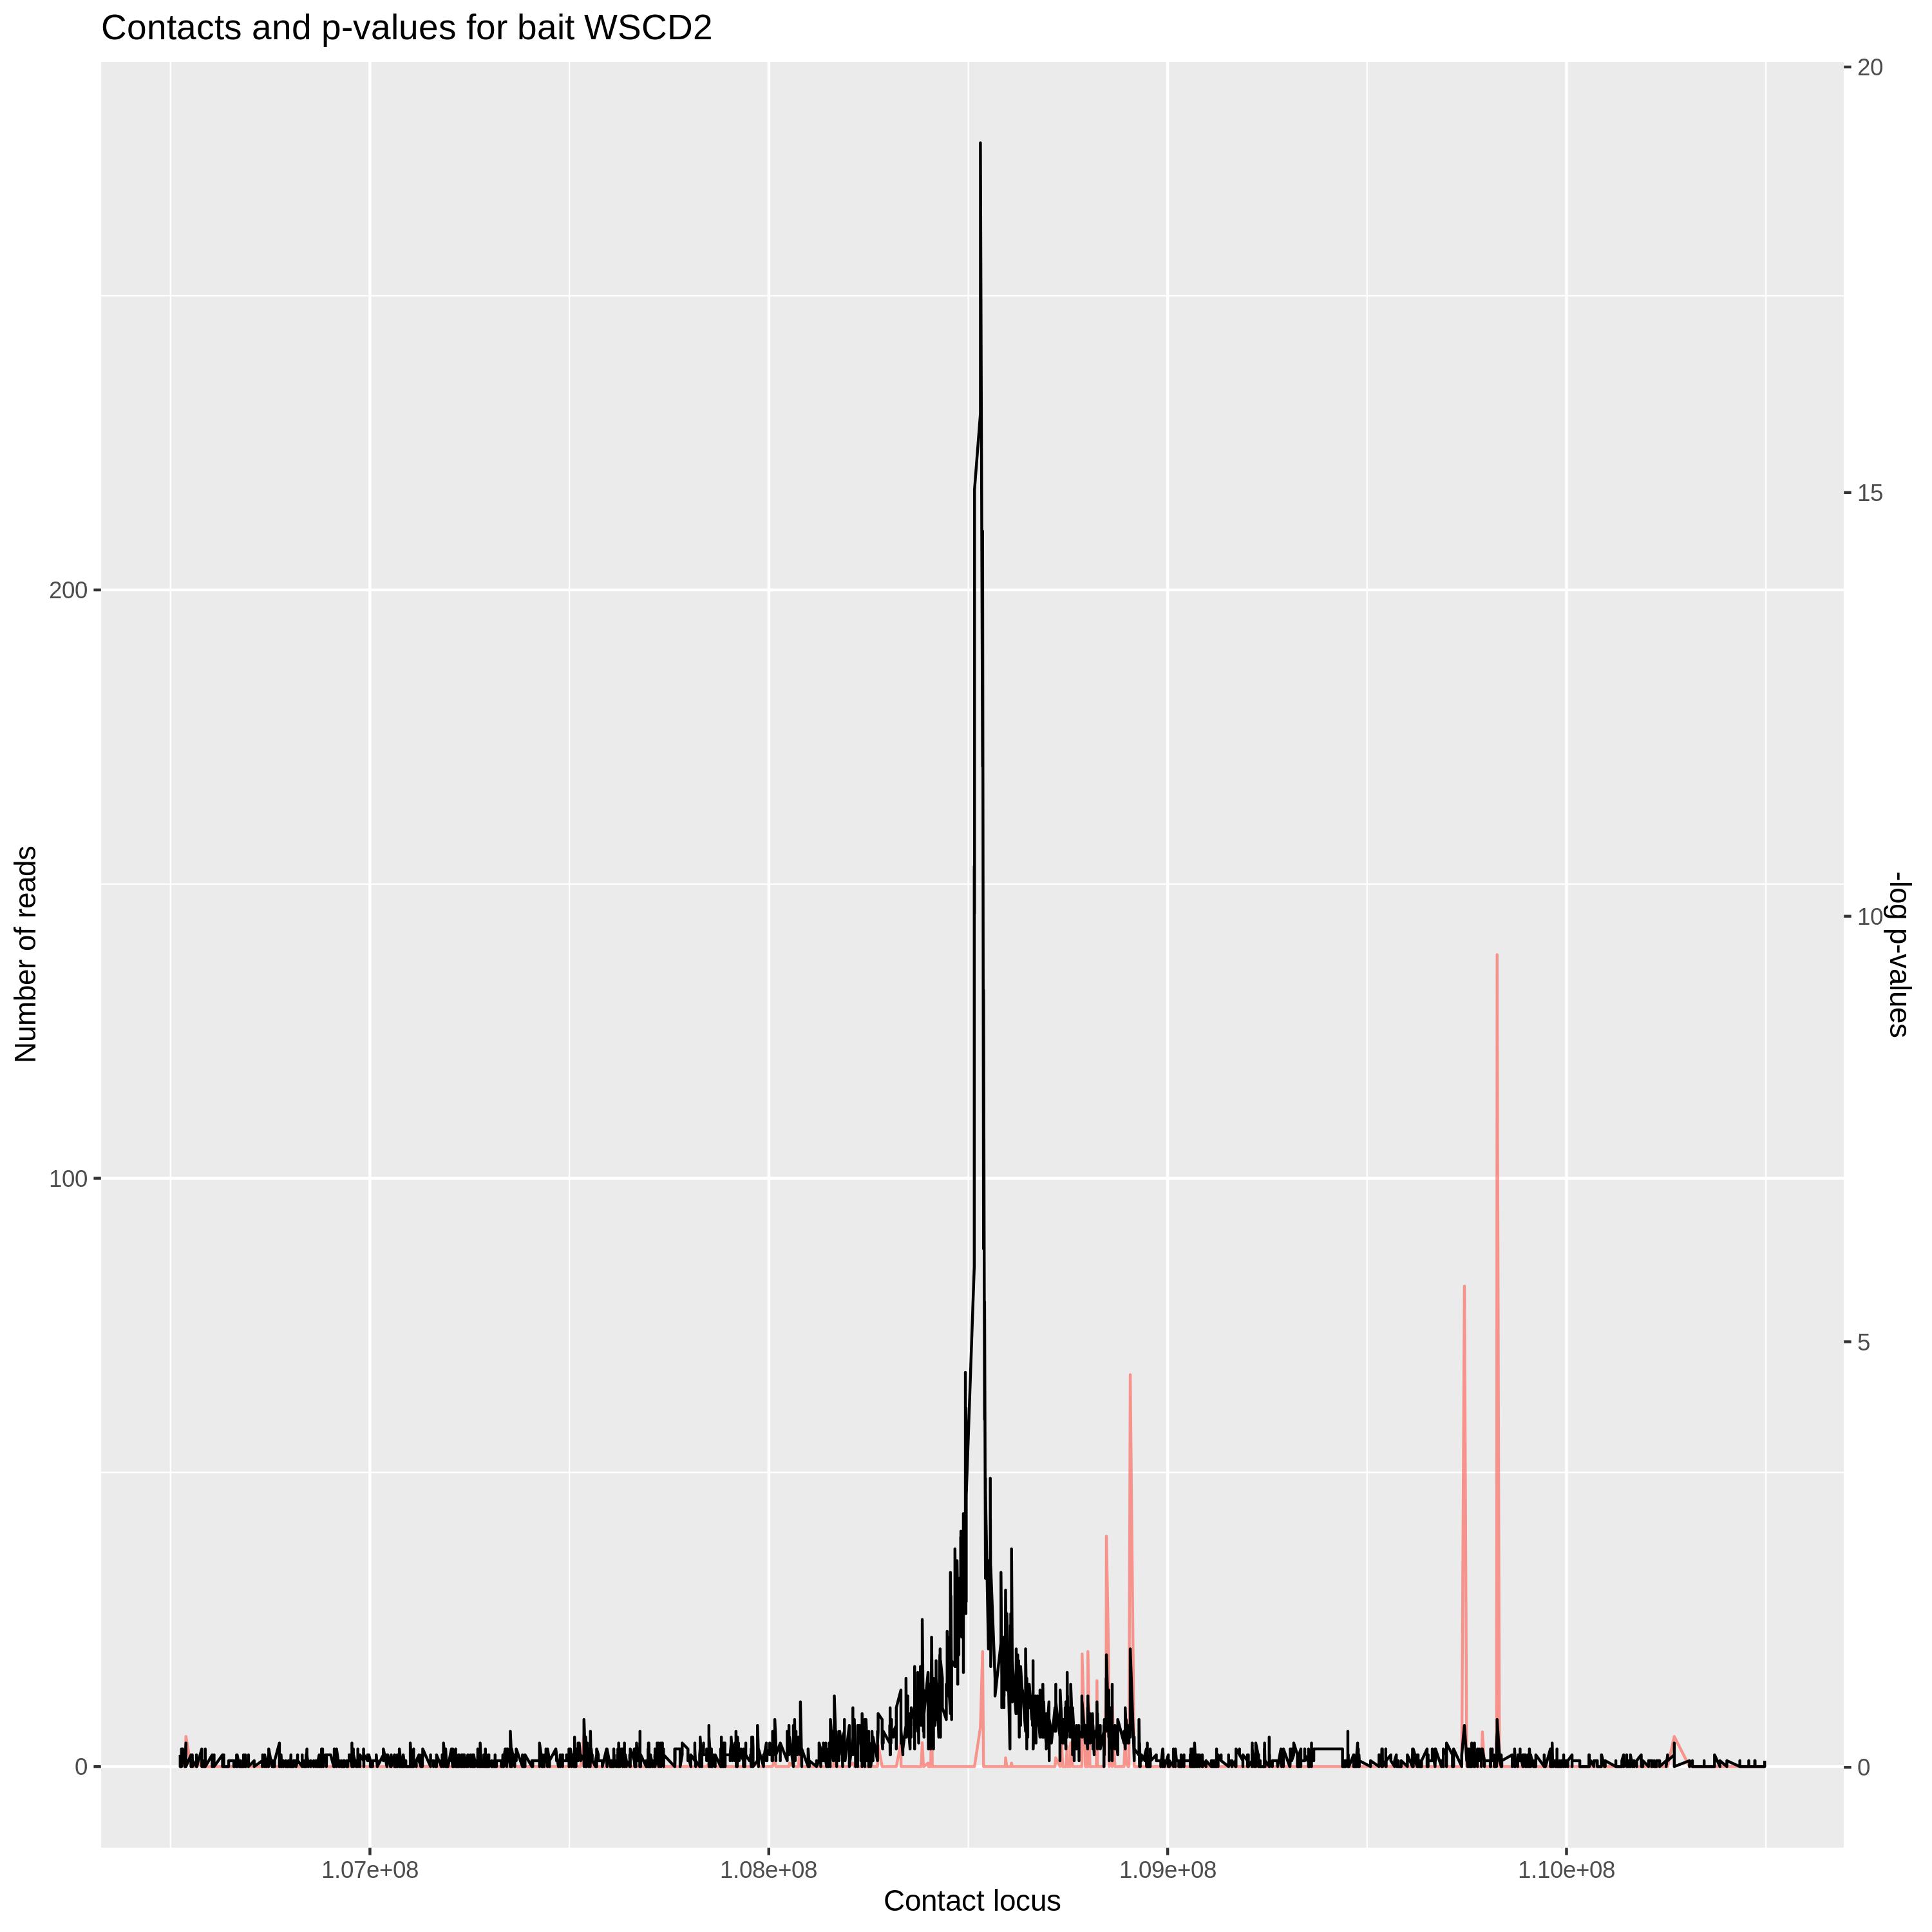 Contacts and p-values for bait WSCD2
20
15
10
5
0
-log p-values
200
100
0
Number of reads
1.07e+08
1.08e+08
1.09e+08
1.10e+08
Contact locus